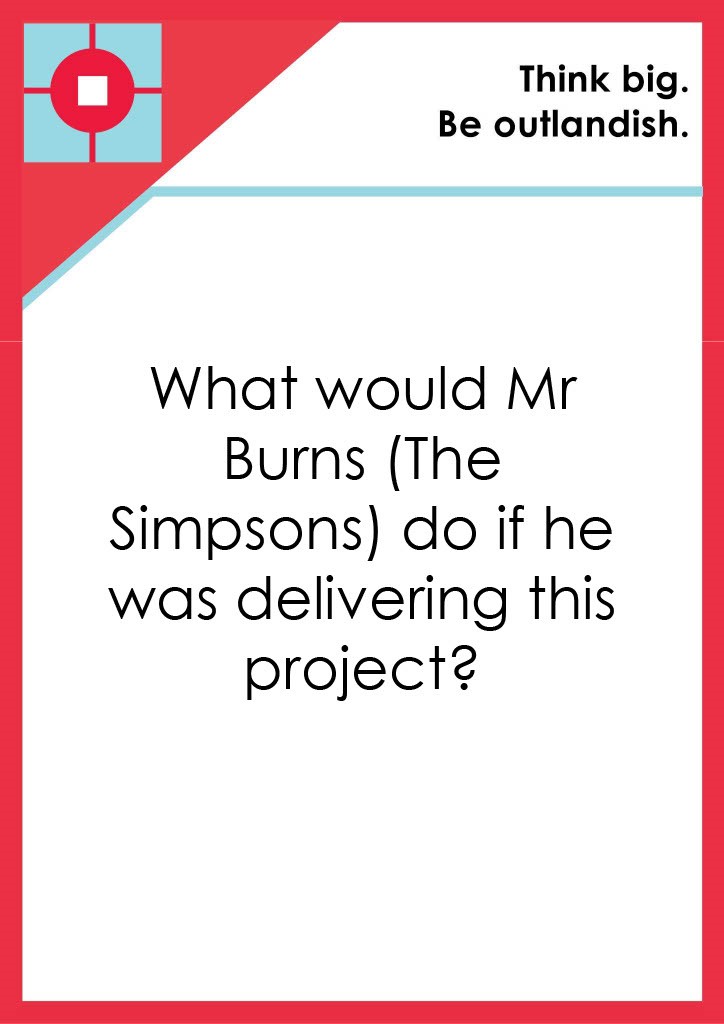 Think big.
Be outlandish.
What would Mr
Burns (The
Simpsons) do if he
was delivering this
project?